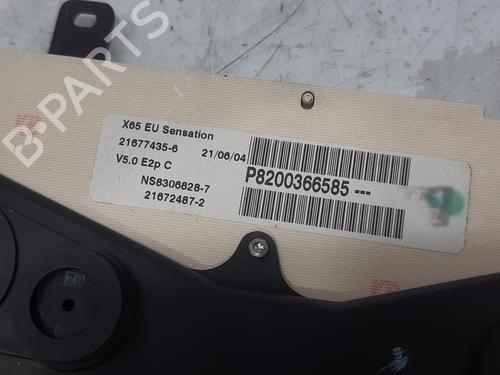 B-PARTS
X65 EU Sensation
21677435-6 21/06/04
V5.0 E2p C
P8200366585 ---
NS8306828-7
21672487-2